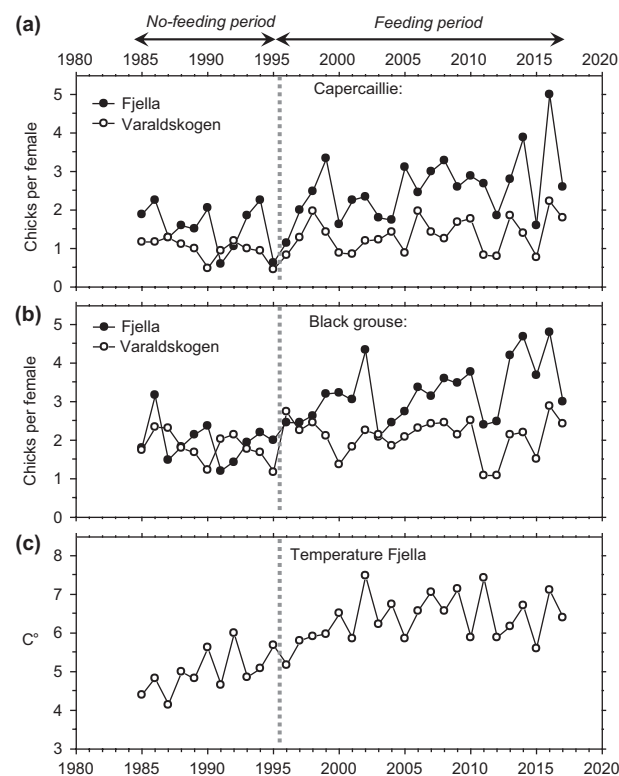 (a)
No-feeding period
Feeding period
1980 1985 1990 1995 2000 2005 2010 2015 2020
5
4
3
2
1
0
Chicks per female
Capercaillie:
Fjella
Varaldskogen
(b)
5
4
3
2
1
0
Chicks per female
Black grouse:
Fjella
Varaldskogen
(c)
8
7
6
5
4
3
C°
Temperature Fjella
1980 1985 1990 1995 2000 2005 2010 2015 2020